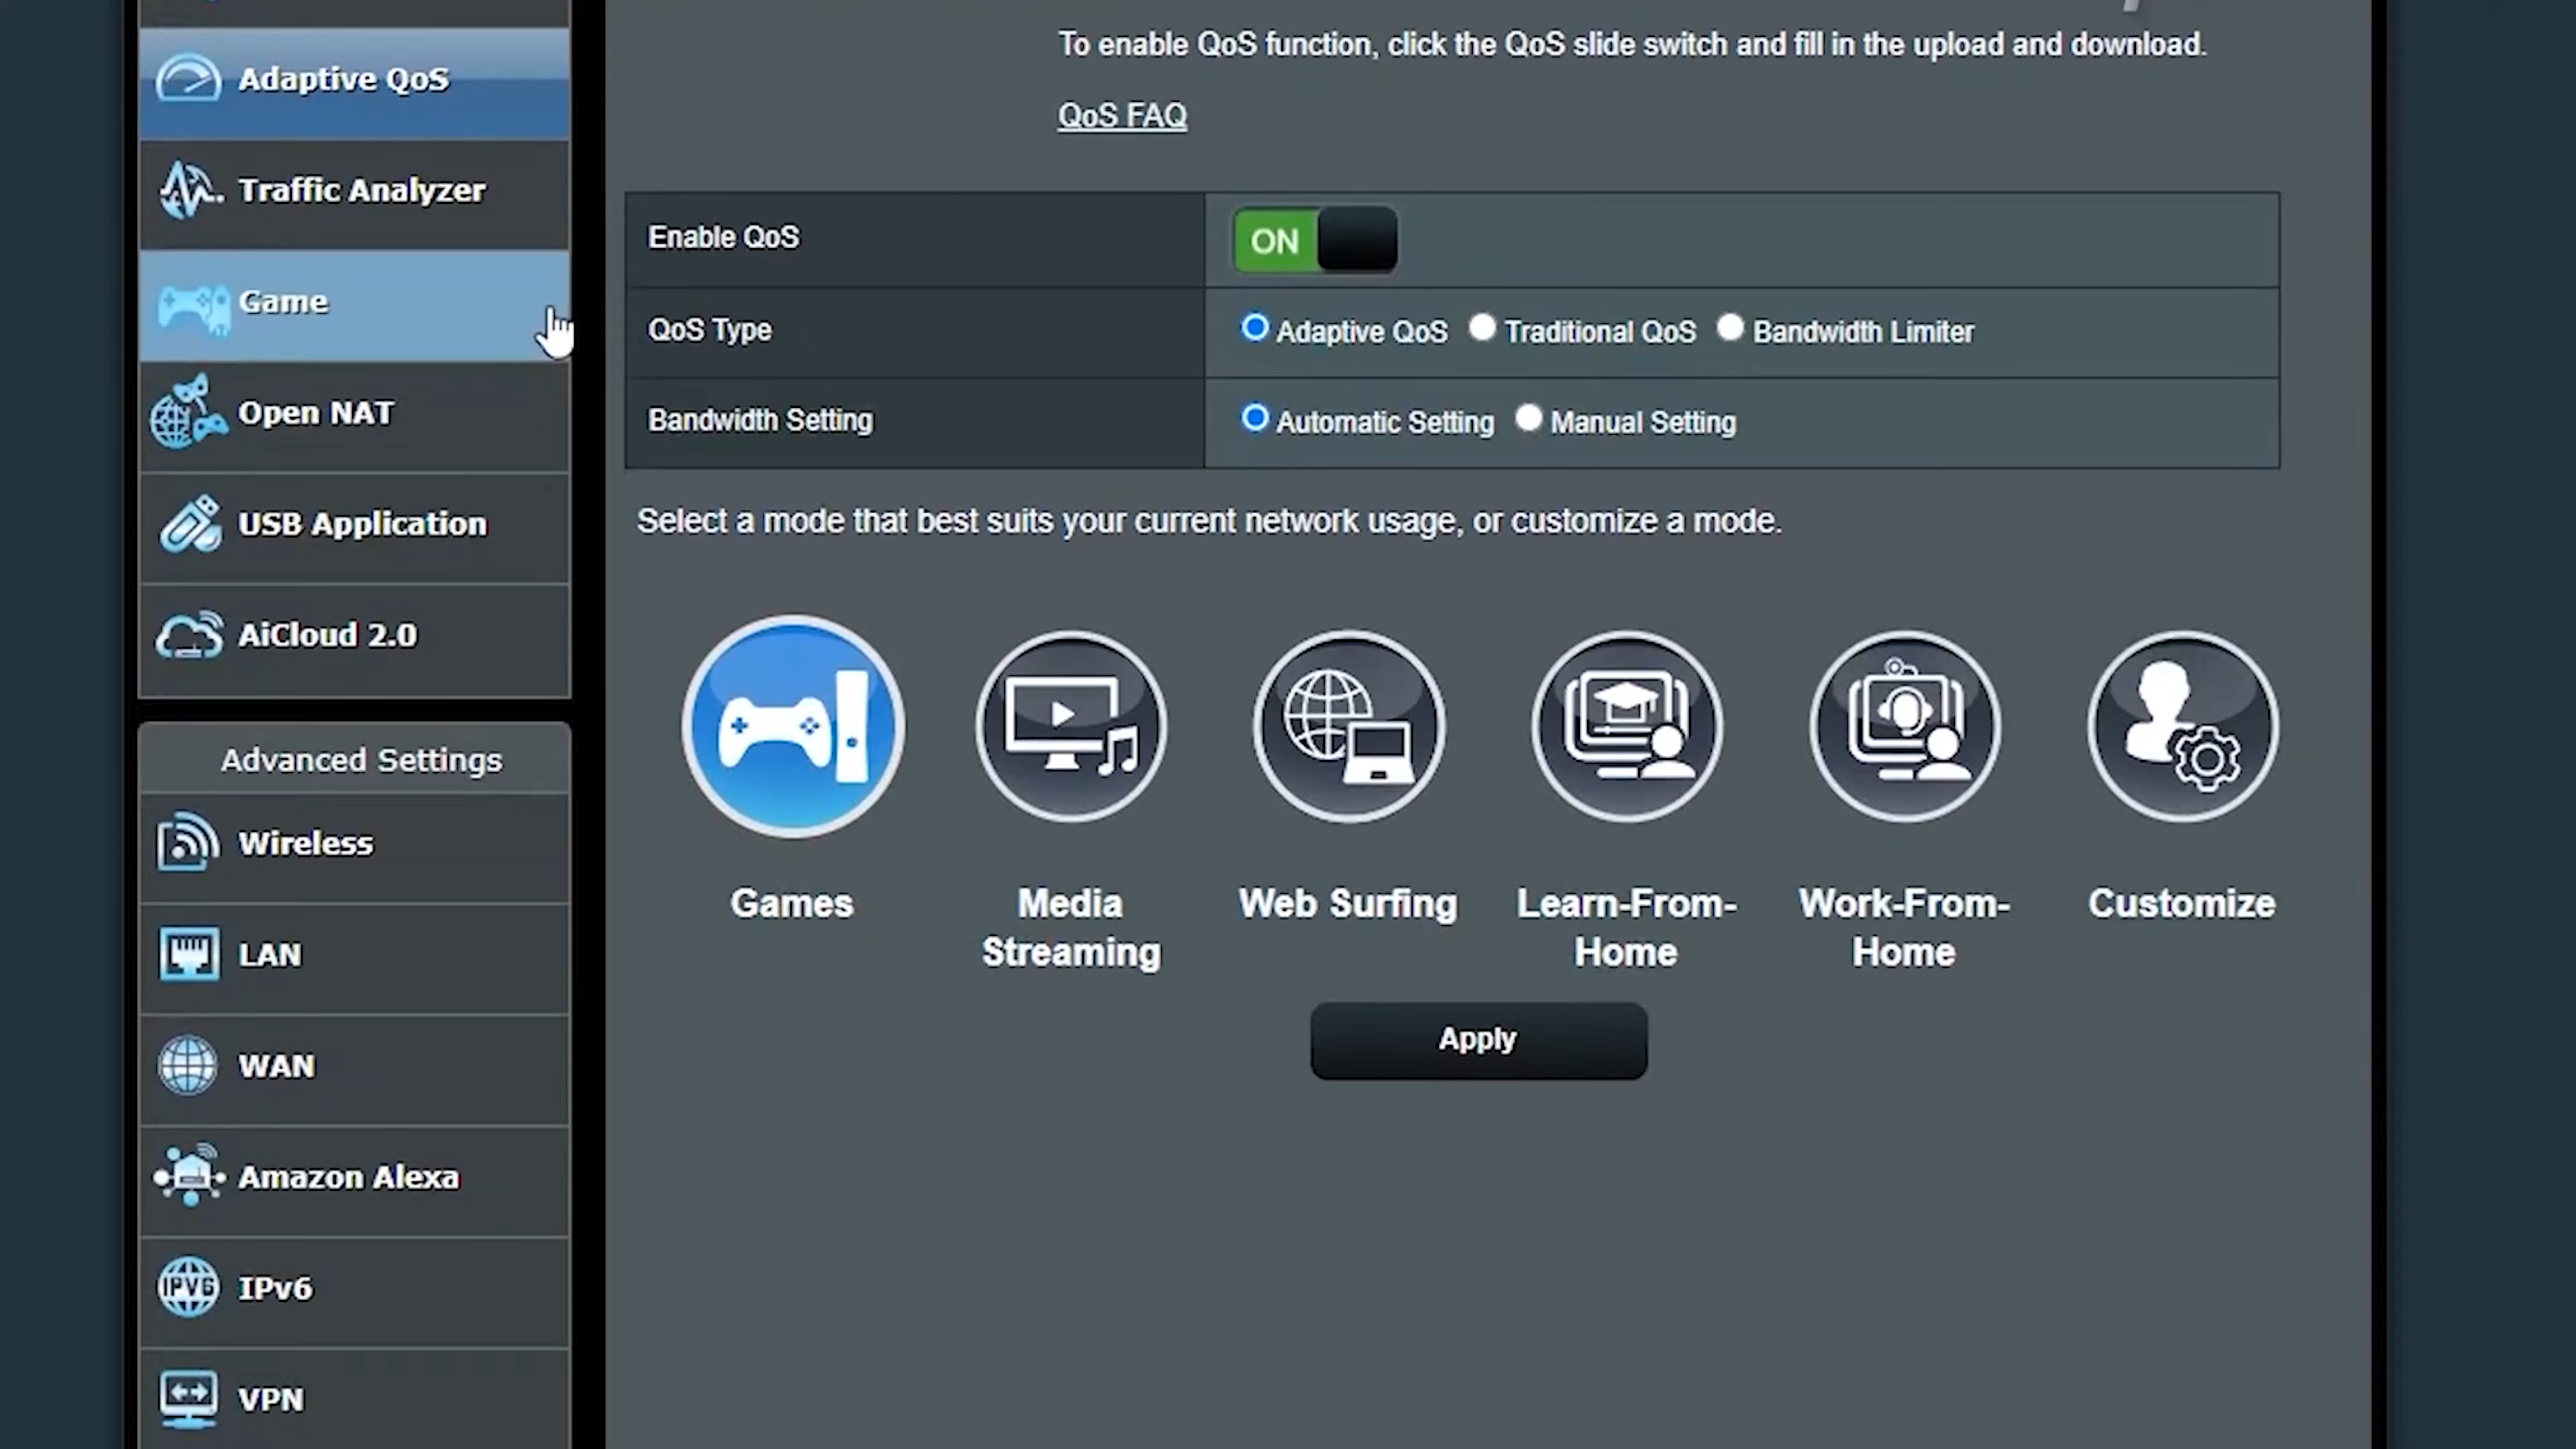 Adaptive QoS
Traffic Analyzer
Game
Open NAT
USB Application
AiCloud 2.0
Advanced Settings
Wireless
LAN
WAN
Amazon Alexa
IPV6 IPv6
VPN
To enable QoS function, click the QoS slide switch and fill in the upload and download.
QoS FAQ
Enable QoS ON
QoS Type Adaptive QoS Traditional QoS Bandwidth Limiter
Bandwidth Setting Automatic Setting Manual Setting
Select a mode that best suits your current network usage, or customize a mode.
Games
Media
Streaming
Web Surfing
Learn-From-
Home
Work-From-
Home
Customize
Apply